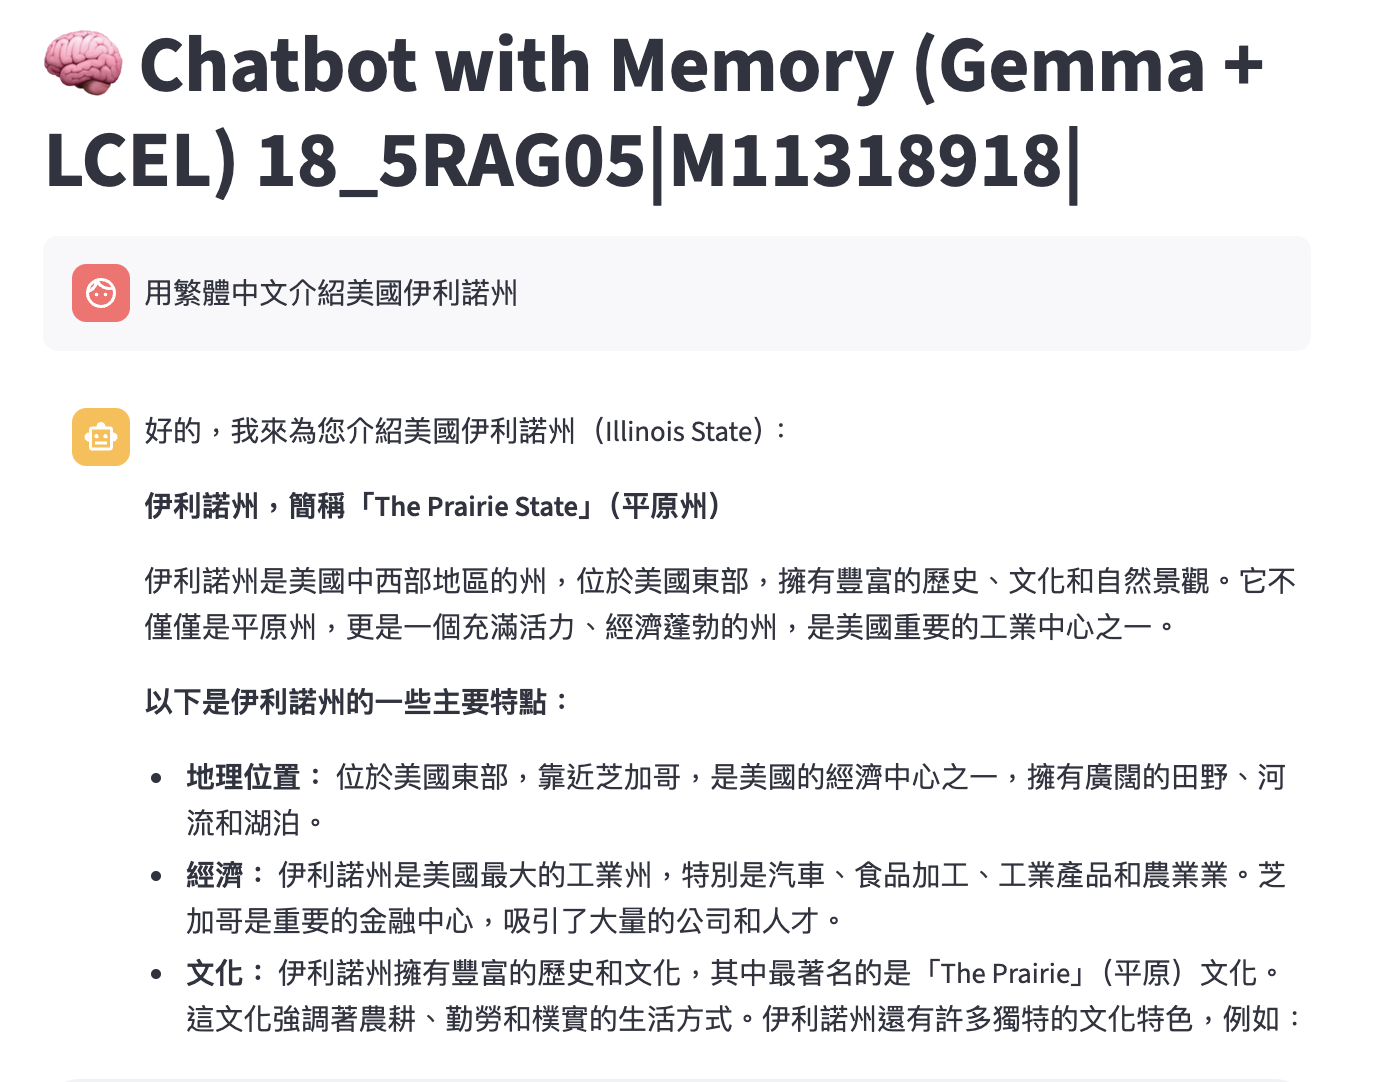 Chatbot with Memory (Gemma +
LCEL) 18_5RAG05|M11318918|
用繁體中文介紹美國伊利諾州
好的，我來為您介紹美國伊利諾州（Illinois State）：
伊利諾州，簡稱「The Prairie State」（平原州）
伊利諾州是美國中西部地區的州，位於美國東部，擁有豐富的歷史、文化和自然景觀。它不
僅僅是平原州，更是一個充滿活力、經濟蓬勃的州，是美國重要的工業中心之一。
以下是伊利諾州的一些主要特點：
• 地理位置： 位於美國東部，靠近芝加哥，是美國的經濟中心之一，擁有廣闊的田野、河
流和湖泊。
• 經濟： 伊利諾州是美國最大的工業州，特別是汽車、食品加工、工業產品和農業業。芝
加哥是重要的金融中心，吸引了大量的公司和人才。
• 文化： 伊利諾州擁有豐富的歷史和文化，其中最著名的是「The Prairie」（平原）文化。
這文化強調著農耕、勤勞和樸實的生活方式。伊利諾州還有許多獨特的文化特色，例如：